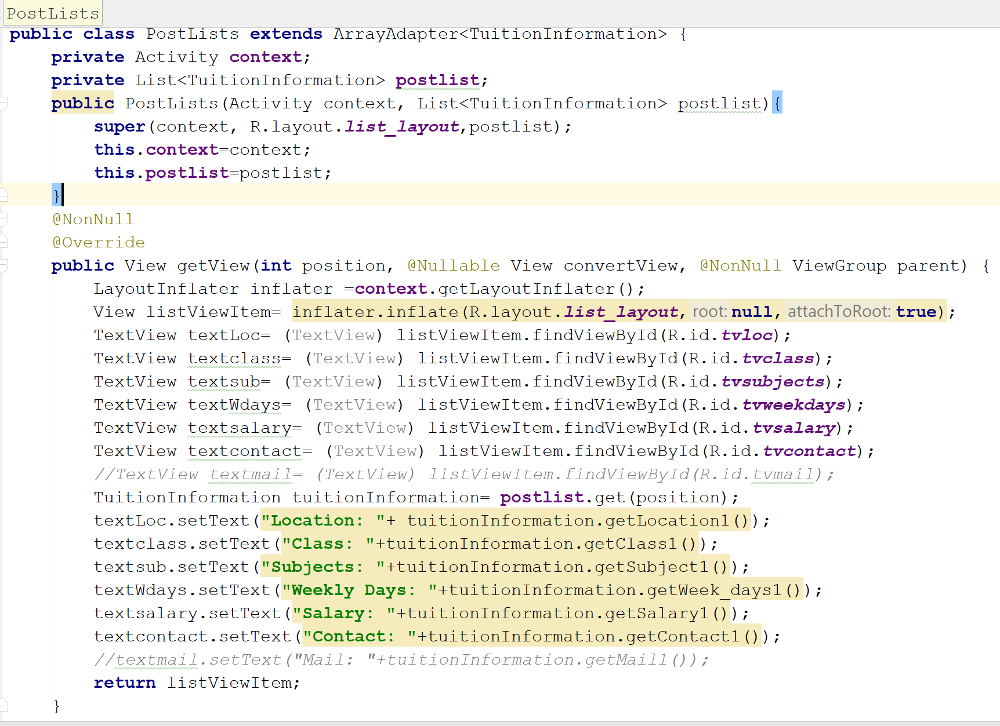 PostLists
public class PostLists extends ArrayAdapter<TuitionInformation> {
    private Activity context;
    private List<TuitionInformation> postlist;
    public PostLists(Activity context, List<TuitionInformation> postlist){
        super(context, R.layout.list_layout,postlist);
        this.context=context;
        this.postlist=postlist;
    }
    @NonNull
    @Override
    public View getView(int position, @Nullable View convertView, @NonNull ViewGroup parent) {
        LayoutInflater inflater =context.getLayoutInflater();
        View listViewItem= inflater.inflate(R.layout.list_layout, root: null, attachToRoot: true);
        TextView textLoc= (TextView) listViewItem.findViewById(R.id.tvloc);
        TextView textclass= (TextView) listViewItem.findViewById(R.id.tvclass);
        TextView textsub= (TextView) listViewItem.findViewById(R.id.tvsubjects);
        TextView textWdays= (TextView) listViewItem.findViewById(R.id.tvweekdays);
        TextView textsalary= (TextView) listViewItem.findViewById(R.id.tvsalary);
        TextView textcontact= (TextView) listViewItem.findViewById(R.id.tvcontact);
        //TextView textmail= (TextView) listViewItem.findViewById(R.id.tvmail);
        TuitionInformation tuitionInformation= postlist.get(position);
        textLoc.setText("Location: "+ tuitionInformation.getLocation1());
        textclass.setText("Class: "+tuitionInformation.getClass1());
        textsub.setText("Subjects: "+tuitionInformation.getSubject1());
        textWdays.setText("Weekly Days: "+tuitionInformation.getWeek_days1());
        textsalary.setText("Salary: "+tuitionInformation.getSalary1());
        textcontact.setText("Contact: "+tuitionInformation.getContact1());
        //textmail.setText("Mail: "+tuitionInformation.getMail1());
        return listViewItem;
    }